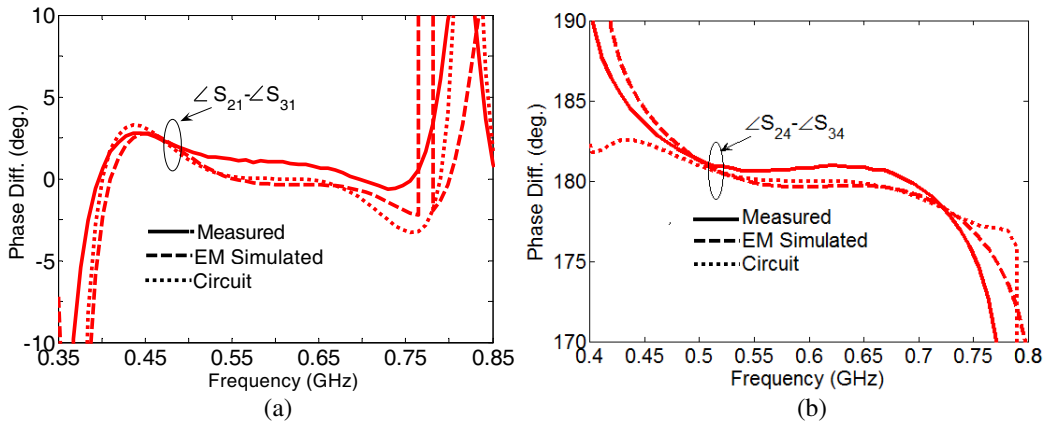 10
5
0
-5
-10
Phase Diff. (deg.)
∠S21-∠S31
Measured
EM Simulated
Circuit
0.35 0.45 0.55 0.65 0.75 0.85
Frequency (GHz)
(a)
190
185
180
175
170
Phase Diff. (deg.)
∠S24-∠S34
Measured
EM Simulated
Circuit
0.4 0.45 0.5 0.55 0.6 0.65 0.7 0.75 0.8
Frequency (GHz)
(b)